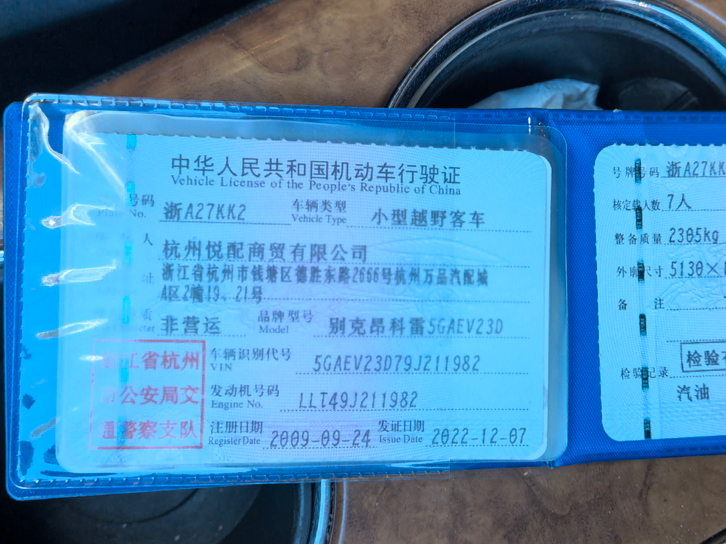 中华人民共和国机动车行驶证
Vehicle License of the People's Republic of China
号码 浙A27KK2 车辆类型 小型越野客车
No. Vehicle Type
人 杭州悦配商贸有限公司
址 浙江省杭州市钱塘区德胜东路2666号杭州万品汽配城
A区2幢19、21号
质 非营运 品牌型号 别克昂科雷5GAEV23D
Model
江省杭州
公安局交
警察支队
车辆识别代号 5GAEV23D79J211982
VIN
发动机号码 LLT49J211982
Engine No.
注册日期 2009-09-24 发证日期 2022-12-07
Register Date Issue Date
号牌号码 浙A27KK
核定载人数 7人
整备质量 2305kg
外廓尺寸 5130×
备 注
检验有
检验记录
汽油